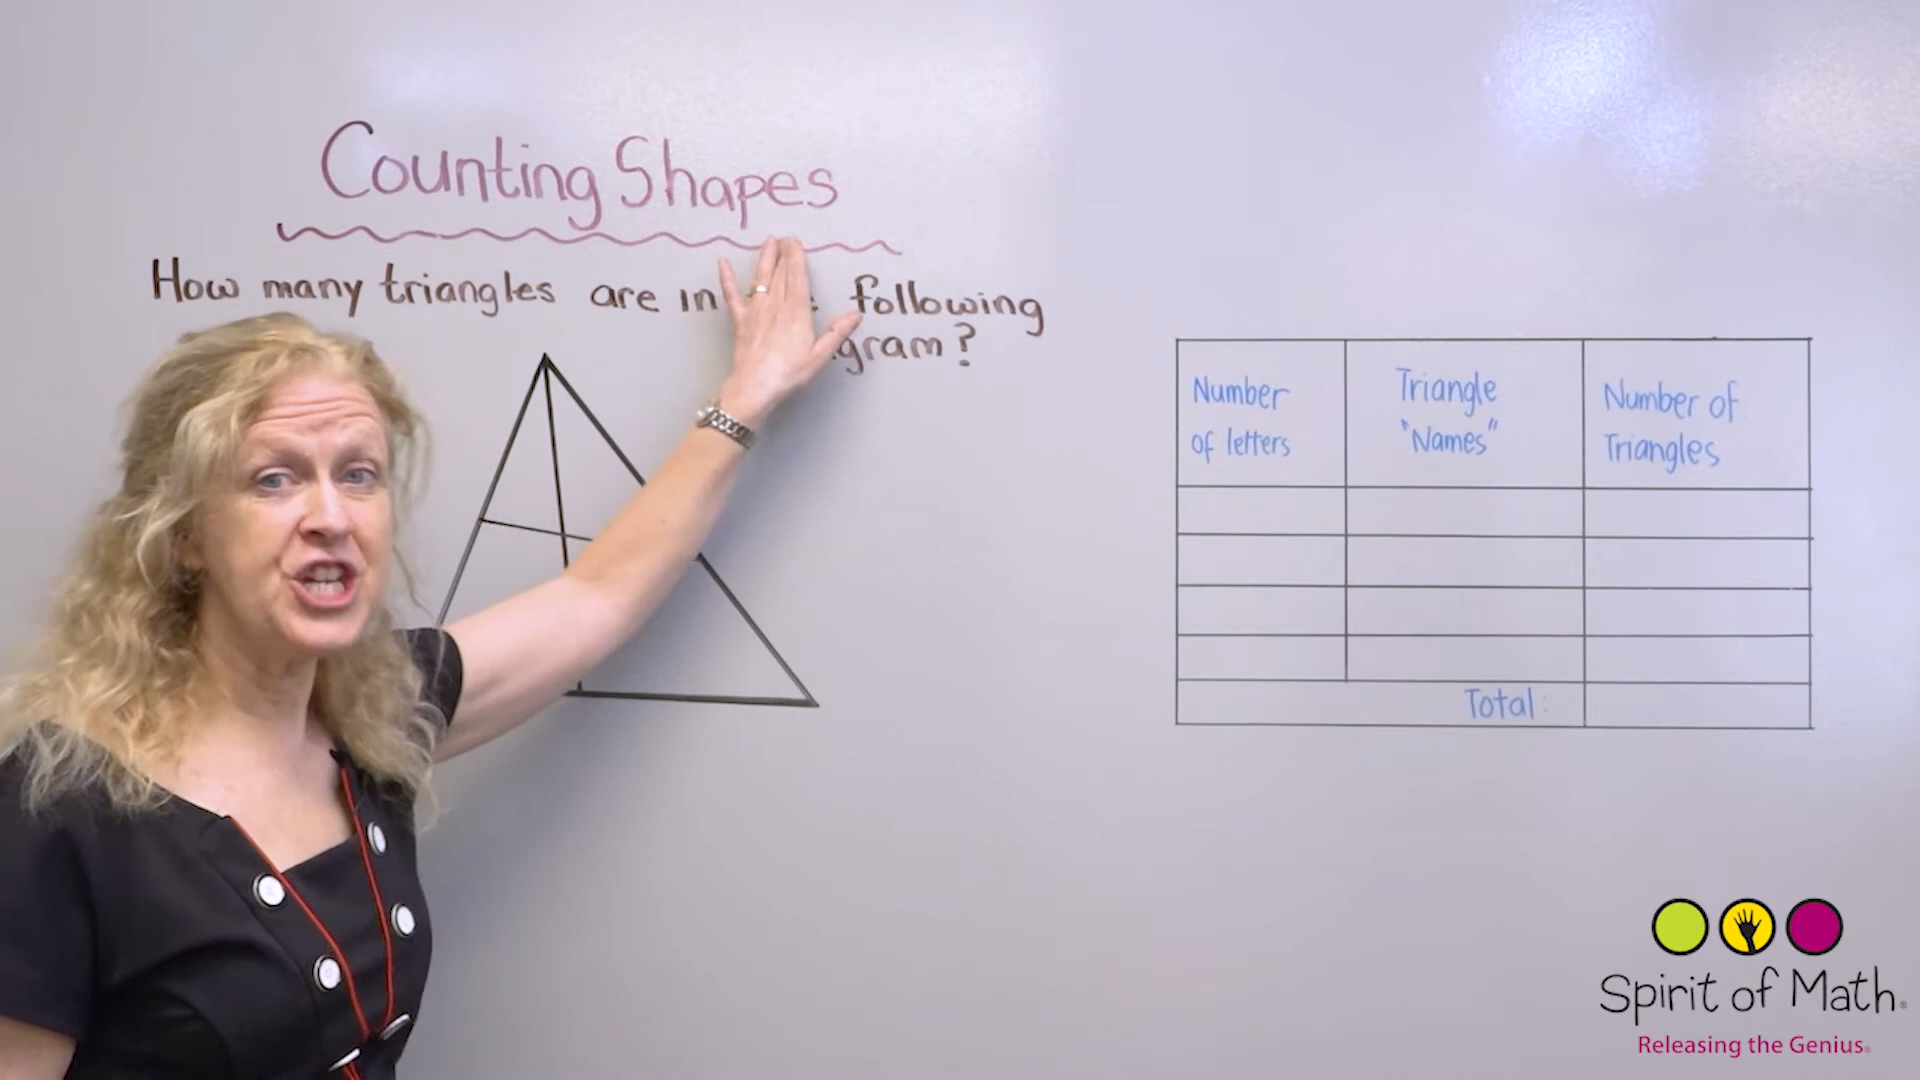 Counting Shapes
How many triangles are in following
gram?
Number
of letters
Triangle
"Names"
Number of
Triangles
Total:
Spirit of Math
Releasing the Genius